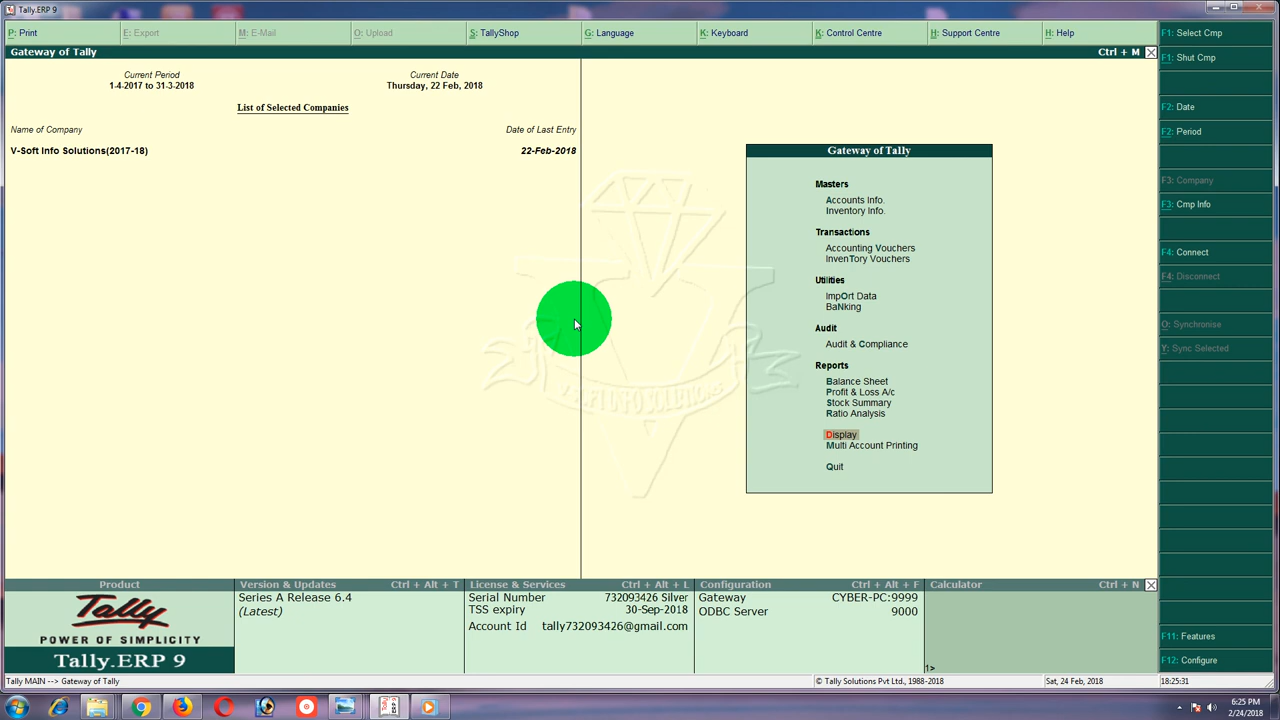 Tally.ERP 9
P: Print
E: Export
M: E-Mail
O: Upload
S: TallyShop
G: Language
K: Keyboard
K: Control Centre
H: Support Centre
H: Help
Gateway of Tally
Ctrl + M
Current Period
1-4-2017 to 31-3-2018
Current Date
Thursday, 22 Feb, 2018
List of Selected Companies
Name of Company
Date of Last Entry
V-Soft Info Solutions(2017-18)
22-Feb-2018
Gateway of Tally
Masters
Accounts Info.
Inventory Info.
Transactions
Accounting Vouchers
InvenTory Vouchers
Utilities
ImpOrt Data
BaNking
Audit
Audit & Compliance
Reports
Balance Sheet
Profit & Loss A/c
Stock Summary
Ratio Analysis
Display
Multi Account Printing
Quit
F1: Select Cmp
F1: Shut Cmp
F2: Date
F2: Period
F3: Company
F3: Cmp Info
F4: Connect
F4: Disconnect
O: Synchronise
Y: Sync Selected
F11: Features
F12: Configure
Product
Tally
POWER OF SIMPLICITY
Tally.ERP 9
Version & Updates Ctrl + Alt + T
Series A Release 6.4
(Latest)
License & Services Ctrl + Alt + L
Serial Number 732093426 Silver
TSS expiry 30-Sep-2018
Account Id tally732093426@gmail.com
Configuration Ctrl + Alt + F
Gateway CYBER-PC:9999
ODBC Server 9000
Calculator Ctrl + N
1>
Tally MAIN --> Gateway of Tally
© Tally Solutions Pvt Ltd., 1988-2018
Sat, 24 Feb, 2018
18:25:31
6:25 PM
2/24/2018